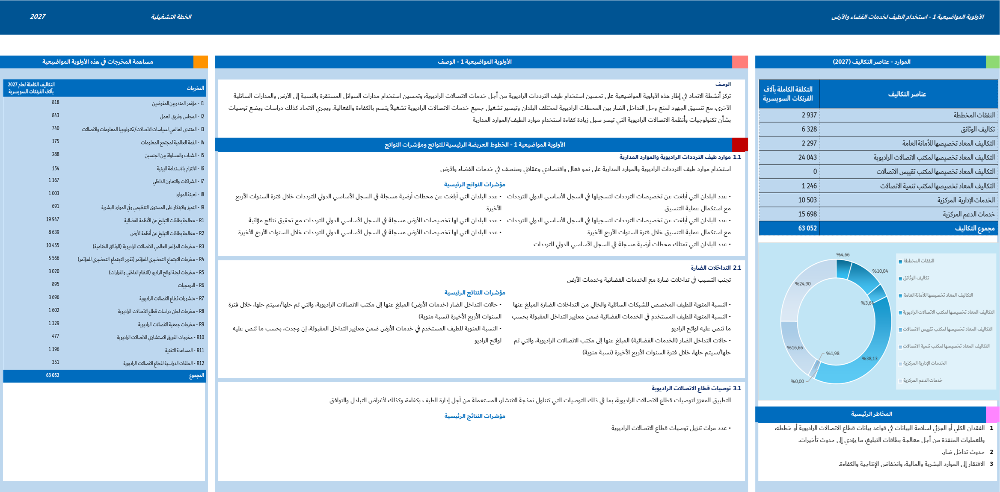 الأولوية المواضيعية 1 - استخدام الطيف لخدمات الفضاء والأرض
الخطة التشغيلية
2027
الموارد - عناصر التكاليف (2027)
عناصر التكاليف	التكلفة الكاملة بآلاف الفرنكات السويسرية
النفقات المخططة	2 937
تكاليف الوثائق	6 328
التكاليف المعاد تخصيصها للأمانة العامة	2 297
التكاليف المعاد تخصيصها لمكتب الاتصالات الراديوية	24 043
التكاليف المعاد تخصيصها لمكتب تقييس الاتصالات	0
التكاليف المعاد تخصيصها لمكتب تنمية الاتصالات	1 246
الخدمات الإدارية المركزية	10 503
خدمات الدعم المركزية	15 698
مجموع التكاليف	63 052
%4,66
%10,04
%3,64
%38,13
%0,00
%1,98
%16,66
%24,90
النفقات المخططة
تكاليف الوثائق
التكاليف المعاد تخصيصها للأمانة العامة
التكاليف المعاد تخصيصها لمكتب الاتصالات الراديوية
التكاليف المعاد تخصيصها لمكتب تقييس الاتصالات
التكاليف المعاد تخصيصها لمكتب تنمية الاتصالات
الخدمات الإدارية المركزية
خدمات الدعم المركزية
المخاطر الرئيسية
1 الفقدان الكلي أو الجزئي لسلامة البيانات في قواعد بيانات قطاع الاتصالات الراديوية أو خططه،
وللعمليات المنفذة من أجل معالجة بطاقات التبليغ، ما يؤدي إلى حدوث تأخيرات.
2 حدوث تداخل ضار.
3 الافتقار إلى الموارد البشرية والمالية، وانخفاض الإنتاجية والكفاءة.
الأولوية المواضيعية 1 - الوصف
الوصف
تركز أنشطة الاتحاد في إطار هذه الأولوية المواضيعية على تحسين استخدام طيف الترددات الراديوية من أجل خدمات الاتصالات الراديوية، وتحسين استخدام مدارات السواتل المستقرة بالنسبة إلى الأرض والمدارات الساتلية
الأخرى، مع تنسيق الجهود لمنع وحل التداخل الضار بين المحطات الراديوية لمختلف البلدان وتيسير تشغيل جميع خدمات الاتصالات الراديوية تشغيلاً يتسم بالكفاءة والفعالية. ويجري الاتحاد كذلك دراسات ويضع توصيات
بشأن تكنولوجيات وأنظمة الاتصالات الراديوية التي تيسر سبل زيادة كفاءة استخدام موارد الطيف/الموارد المدارية
الأولوية المواضيعية 1 - الخطوط العريضة الرئيسية للنواتج ومؤشرات النواتج
1.1 موارد طيف الترددات الراديوية والموارد المدارية
استخدام موارد طيف الترددات الراديوية والموارد المدارية على نحو فعال واقتصادي وعقلاني ومنصف في خدمات الفضاء والأرض
مؤشرات النواتج الرئيسية
• عدد البلدان التي أبلغت عن تخصيصات الترددات لتسجيلها في السجل الأساسي الدولي للترددات
مع استكمال عملية التنسيق
• عدد البلدان التي أبلغت عن تخصيصات الترددات لتسجيلها في السجل الأساسي الدولي للترددات
مع استكمال عملية التنسيق خلال فترة السنوات الأربع الأخيرة
• عدد البلدان التي تمتلك محطات أرضية مسجلة في السجل الأساسي الدولي للترددات
• عدد البلدان التي أبلغت عن محطات أرضية مسجلة في السجل الأساسي الدولي للترددات خلال فترة السنوات الأربع
الأخيرة
• عدد البلدان التي لها تخصيصات للأرض مسجلة في السجل الأساسي الدولي للترددات مع تحقيق نتائج مؤاتية
• عدد البلدان التي لها تخصيصات للأرض مسجلة في السجل الأساسي الدولي للترددات خلال السنوات الأربع الأخيرة
2.1 التداخلات الضارة
تجنب التسبب في تداخلات ضارة مع الخدمات الفضائية وخدمات الأرض
مؤشرات النتائج الرئيسية
• النسبة المئوية للطيف المخصص للشبكات الساتلية والخالي من التداخلات الضارة المبلغ عنها
• النسبة المئوية للطيف المستخدم في الخدمات الفضائية ضمن معايير التداخل المقبولة بحسب
ما تنص عليه لوائح الراديو
• حالات التداخل الضار (الخدمات الفضائية) المبلغ عنها إلى مكتب الاتصالات الراديوية، والتي تم
حلها/سيتم حلها، خلال فترة السنوات الأربع الأخيرة (نسبة مئوية)
• حالات التداخل الضار (خدمات الأرض) المبلغ عنها إلى مكتب الاتصالات الراديوية، والتي تم حلها/سيتم حلها، خلال فترة
السنوات الأربع الأخيرة (نسبة مئوية)
• النسبة المئوية للطيف المستخدم في خدمات الأرض ضمن معايير التداخل المقبولة، إن وجدت، بحسب ما تنص عليه
لوائح الراديو
3.1 توصيات قطاع الاتصالات الراديوية
التطبيق المعزز لتوصيات قطاع الاتصالات الراديوية، بما في ذلك التوصيات التي تتناول نمذجة الانتشار، المستعملة من أجل إدارة الطيف بكفاءة، وكذلك لأغراض التبادل والتوافق
مؤشرات النتائج الرئيسية
• عدد مرات تنزيل توصيات قطاع الاتصالات الراديوية
مساهمة المخرجات في هذه الأولوية المواضيعية
المخرجات	التكاليف الكاملة لعام 2027 بآلاف الفرنكات السويسرية
I1 - مؤتمر المندوبين المفوضين	818
I2 - المجلس وفريق العمل	843
I3 - المنتدى العالمي لسياسات الاتصالات/تكنولوجيا المعلومات والاتصالات	740
I4 - القمة العالمية لمجتمع المعلومات	175
I5 - الشباب والمساواة بين الجنسين	288
I6 - الالتزام بالاستدامة البيئية	154
I7 - الشراكات والتعاون الداخلي	1 167
I8 - تعبئة الموارد	1 003
I9 - التميز والابتكار على المستوى التنظيمي وفي الموارد البشرية	691
R1 - معالجة بطاقات التبليغ عن الأنظمة الفضائية	19 947
R2 - معالجة بطاقات التبليغ عن أنظمة الأرض	8 639
R3 - مخرجات المؤتمر العالمي للاتصالات الراديوية (الوثائق الختامية)	10 455
R4 - مخرجات الاجتماع التحضيري للمؤتمر (تقرير الاجتماع التحضيري للمؤتمر)	5 566
R5 - مخرجات لجنة لوائح الراديو (النظام الداخلي والقرارات)	3 020
R6 - البرمجيات	895
R7 - منشورات قطاع الاتصالات الراديوية	3 696
R8 - مخرجات لجان دراسات قطاع الاتصالات الراديوية	1 602
R9 - مخرجات جمعية الاتصالات الراديوية	1 329
R10 - مخرجات الفريق الاستشاري للاتصالات الراديوية	477
R11 - المساعدة التقنية	1 196
R12 - الحلقات الدراسية لقطاع الاتصالات الراديوية	351
المجموع	63 052